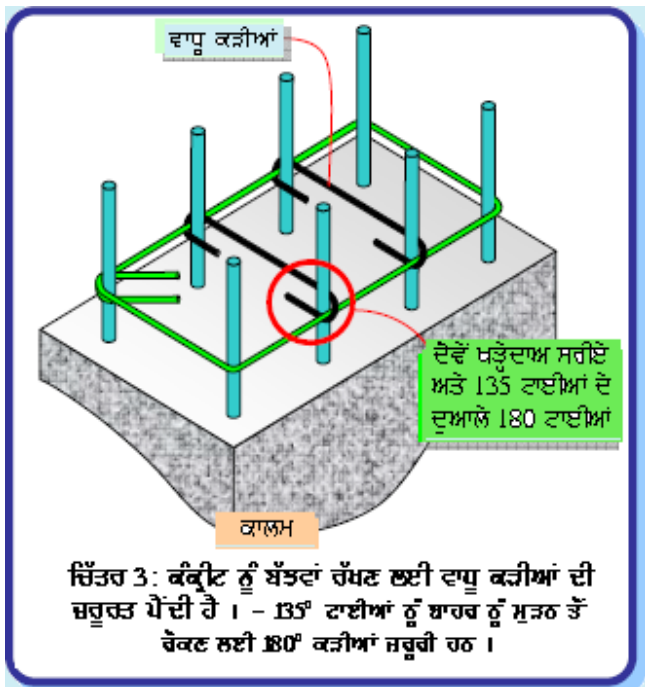 ਵਾਧੂ ਕੜੀਆਂ
ਦੋਵੇਂ ਖੜ੍ਹੇਦਾਅ ਸਰੀਏ
ਅਤੇ 135 ਟਾਈਆਂ ਦੇ
ਦੁਆਲੇ 180 ਟਾਈਆਂ
ਕਾਲਮ
ਚਿੱਤਰ 3: ਕੰਕ੍ਰੀਟ ਨੂੰ ਬੱਝਵਾਂ ਰੱਖਣ ਲਈ ਵਾਧੂ ਕੜੀਆਂ ਦੀ
ਜ਼ਰੂਰਤ ਪੈਂਦੀ ਹੈ । - 135° ਟਾਈਆਂ ਨੂੰ ਬਾਹਰ ਨੂੰ ਮੁੜਨ ਤੋਂ
ਰੋਕਣ ਲਈ 180° ਕੜੀਆਂ ਜ਼ਰੂਰੀ ਹਨ ।